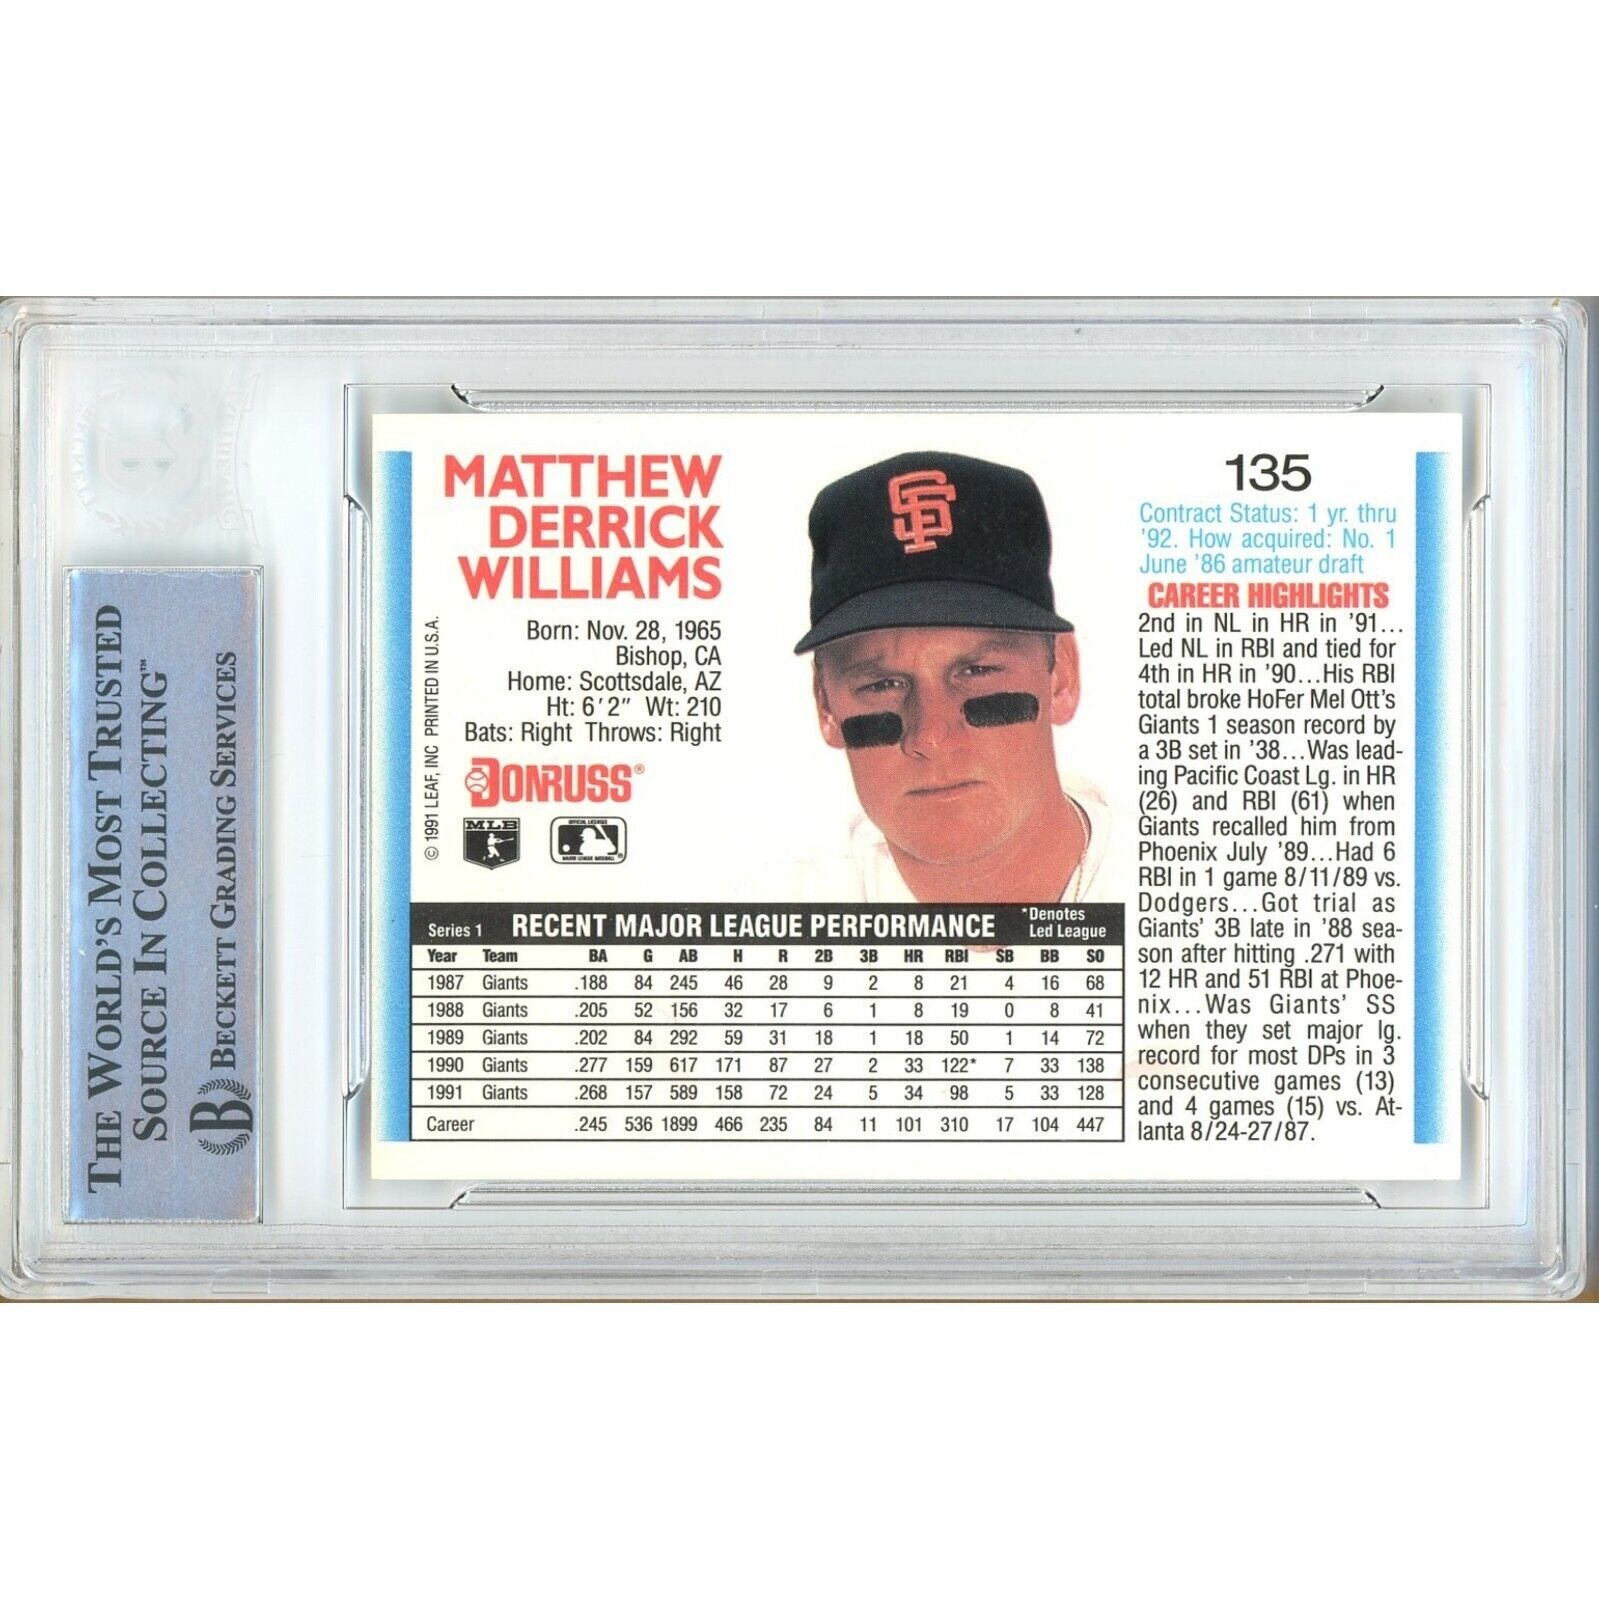 THE WORLD'S MOST TRUSTED
SOURCE IN COLLECTING™
B BECKETT GRADING SERVICES
MATTHEW
DERRICK
WILLIAMS
Born: Nov. 28, 1965
Bishop, CA
Home: Scottsdale, AZ
Ht: 6'2" Wt: 210
Bats: Right Throws: Right
DONRUSS®
MLB
OFFICIAL LICENSEE
MAJOR LEAGUE BASEBALL
© 1991 LEAF, INC PRINTED IN U.S.A.
SF
135
Contract Status: 1 yr. thru
'92. How acquired: No. 1
June '86 amateur draft
CAREER HIGHLIGHTS
2nd in NL in HR in '91...
Led NL in RBI and tied for
4th in HR in '90...His RBI
total broke HoFer Mel Ott's
Giants 1 season record by
a 3B set in '38...Was lead-
ing Pacific Coast Lg. in HR
(26) and RBI (61) when
Giants recalled him from
Phoenix July '89...Had 6
RBI in 1 game 8/11/89 vs.
Dodgers...Got trial as
Giants' 3B late in '88 sea-
son after hitting .271 with
12 HR and 51 RBI at Phoe-
nix...Was Giants' SS
when they set major lg.
record for most DPs in 3
consecutive games (13)
and 4 games (15) vs. At-
lanta 8/24-27/87.
Series 1 RECENT MAJOR LEAGUE PERFORMANCE *Denotes
Led League
Year Team BA G AB H R 2B 3B HR RBI SB BB SO
1987 Giants .188 84 245 46 28 9 2 8 21 4 16 68
1988 Giants .205 52 156 32 17 6 1 8 19 0 8 41
1989 Giants .202 84 292 59 31 18 1 18 50 1 14 72
1990 Giants .277 159 617 171 87 27 2 33 122* 7 33 138
1991 Giants .268 157 589 158 72 24 5 34 98 5 33 128
Career .245 536 1899 466 235 84 11 101 310 17 104 447